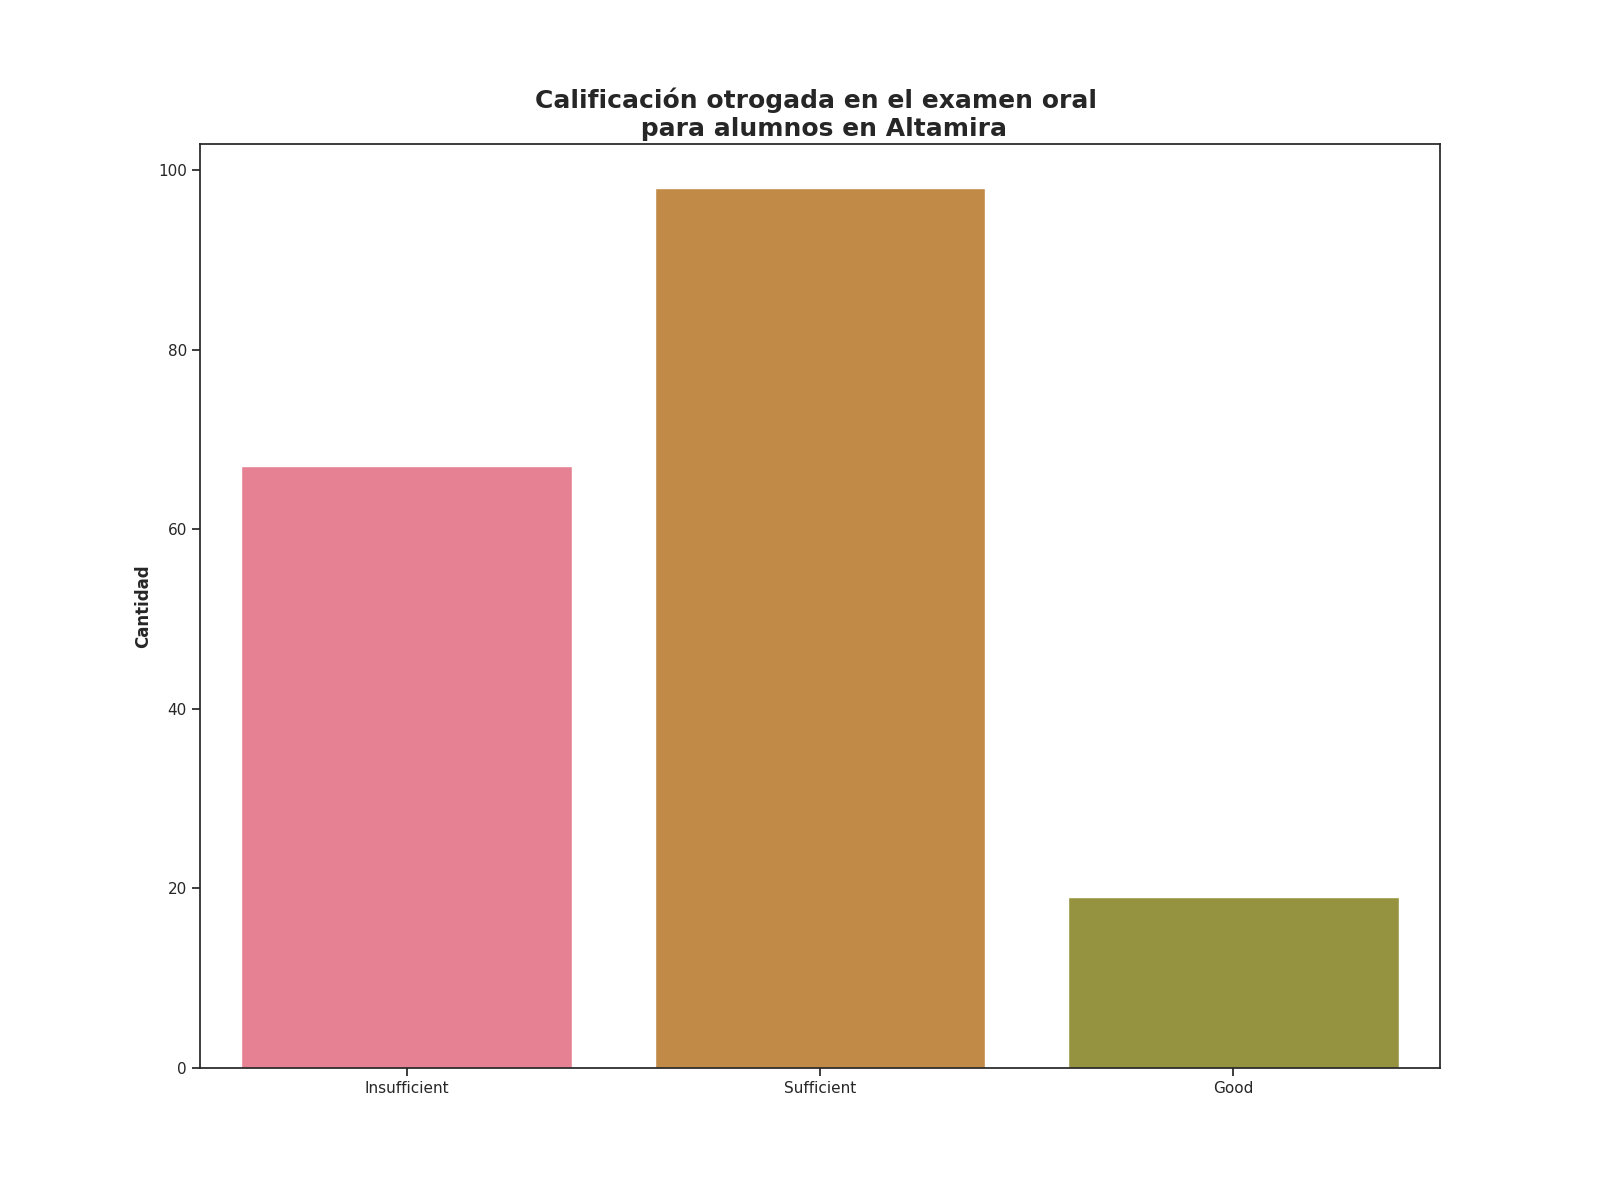 Calificación otrogada en el examen oral
para alumnos en Altamira
100
80
60
40
20
0
Cantidad
Insufficient
Sufficient
Good